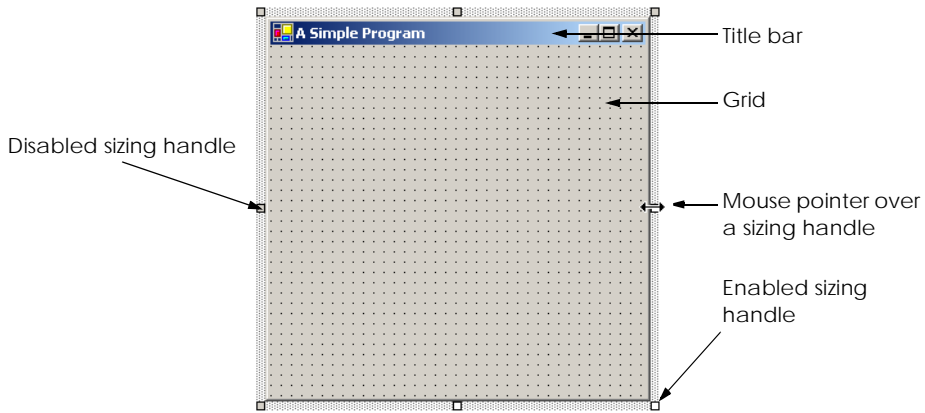 A Simple Program
Title bar
Grid
Disabled sizing handle
Mouse pointer over
a sizing handle
Enabled sizing
handle